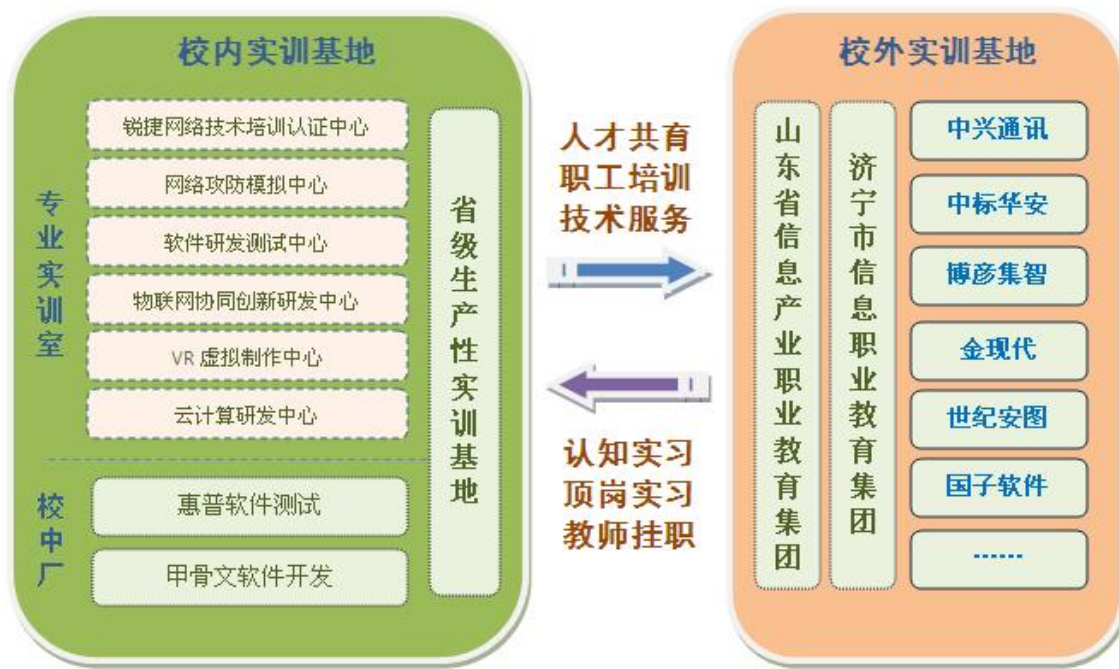 校内实训基地
专业实训室
锐捷网络技术培训认证中心
网络攻防模拟中心
软件研发测试中心
物联网协同创新研发中心
VR 虚拟制作中心
云计算研发中心
校中厂
惠普软件测试
甲骨文软件开发
省级生产性实训基地
人才共育
职工培训
技术服务
认知实习
顶岗实习
教师挂职
校外实训基地
山东省信息产业职业教育集团
济宁市信息职业教育集团
中兴通讯
中标华安
博彦集智
金现代
世纪安图
国子软件
……